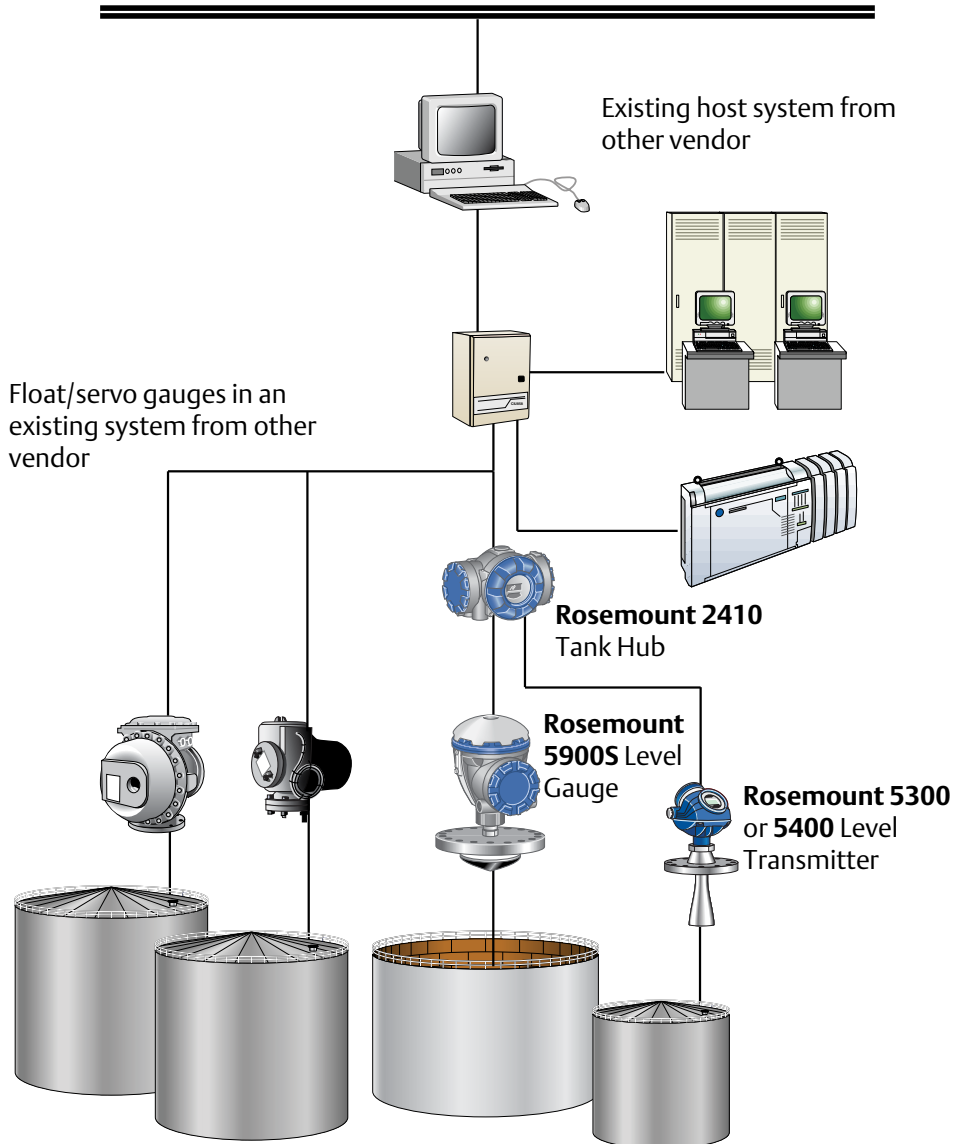 Existing host system from
other vendor
Float/servo gauges in an
existing system from other
vendor
Rosemount 2410
Tank Hub
Rosemount
5900S Level
Gauge
Rosemount 5300
or 5400 Level
Transmitter